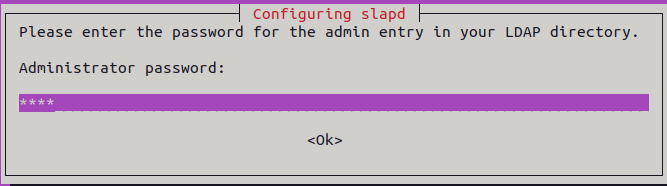 Configuring slapd
Please enter the password for the admin entry in your LDAP directory.
Administrator password:
****
<Ok>